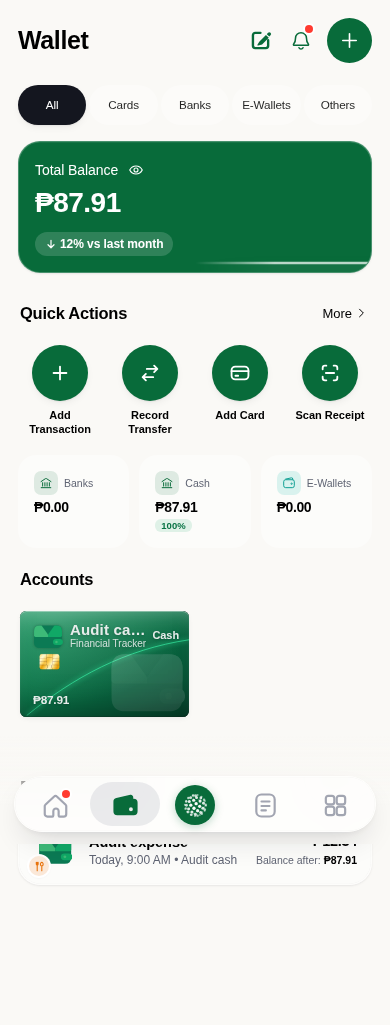 Wallet
All
Cards
Banks
E-Wallets
Others
Total Balance
₱87.91
12% vs last month
Quick Actions
More
Add
Transaction
Record
Transfer
Add Card
Scan Receipt
Banks
₱0.00
Cash
₱87.91
100%
E-Wallets
₱0.00
Accounts
Audit ca...
Cash
Financial Tracker
₱87.91
Audit expense
Today, 9:00 AM • Audit cash
Balance after: ₱87.91